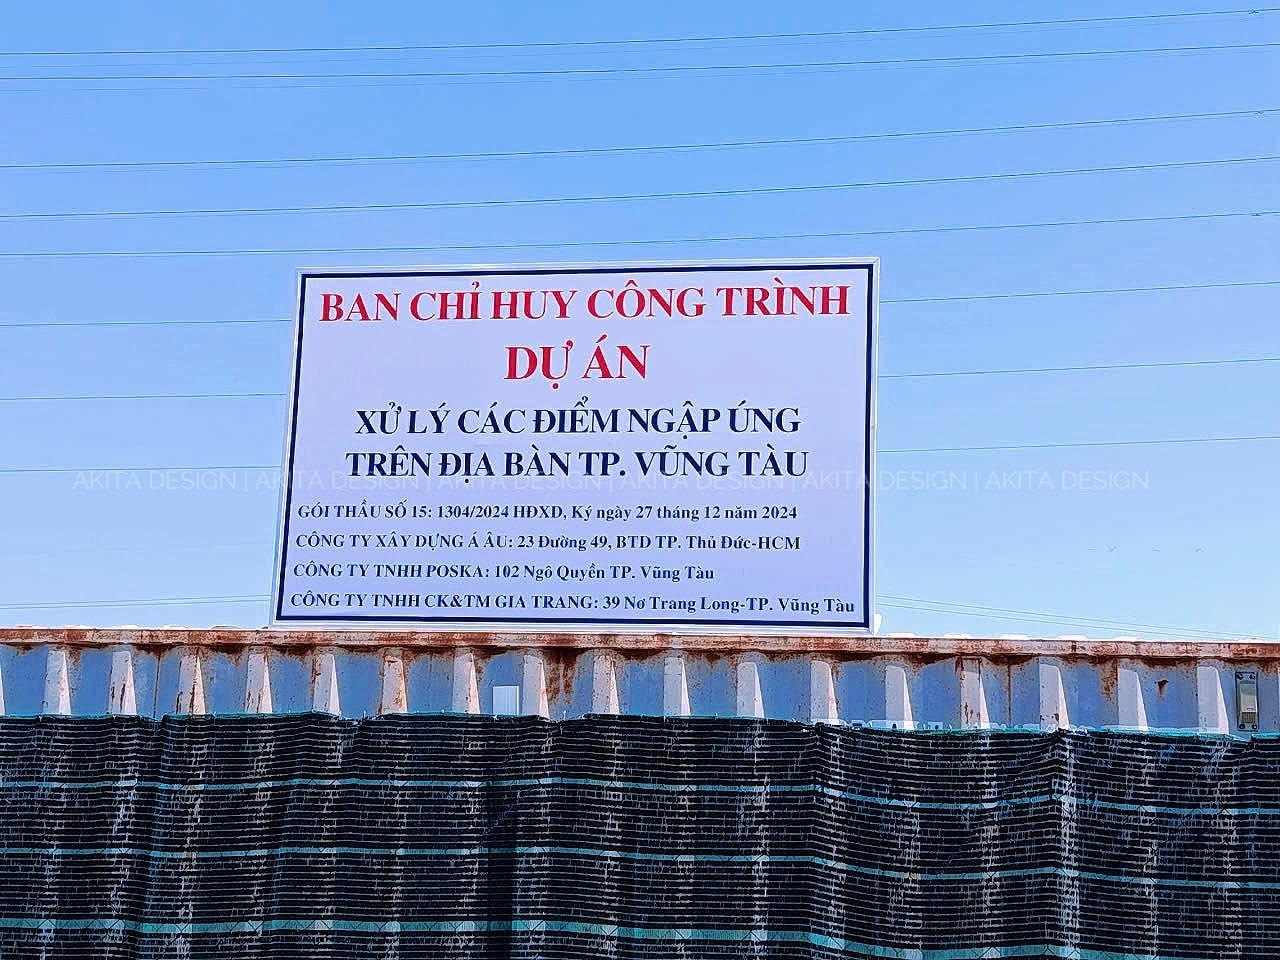 BAN CHỈ HUY CÔNG TRÌNH
DỰ ÁN
XỬ LÝ CÁC ĐIỂM NGẬP ÚNG
TRÊN ĐỊA BÀN TP. VŨNG TÀU
AKITA DESIGN | AKITA DESIGN | AKITA DESIGN | AKITA DESIGN | AKITA DESIGN | AKITA DESIGN
GÓI THẦU SỐ 15: 1304/2024 HĐXD, Ký ngày 27 tháng 12 năm 2024
CÔNG TY XÂY DỰNG Á ÂU: 23 Đường 49, BTD TP. Thủ Đức-HCM
CÔNG TY TNHH POSKA: 102 Ngô Quyền TP. Vũng Tàu
CÔNG TY TNHH CK&TM GIA TRANG: 39 Nơ Trang Long-TP. Vũng Tàu